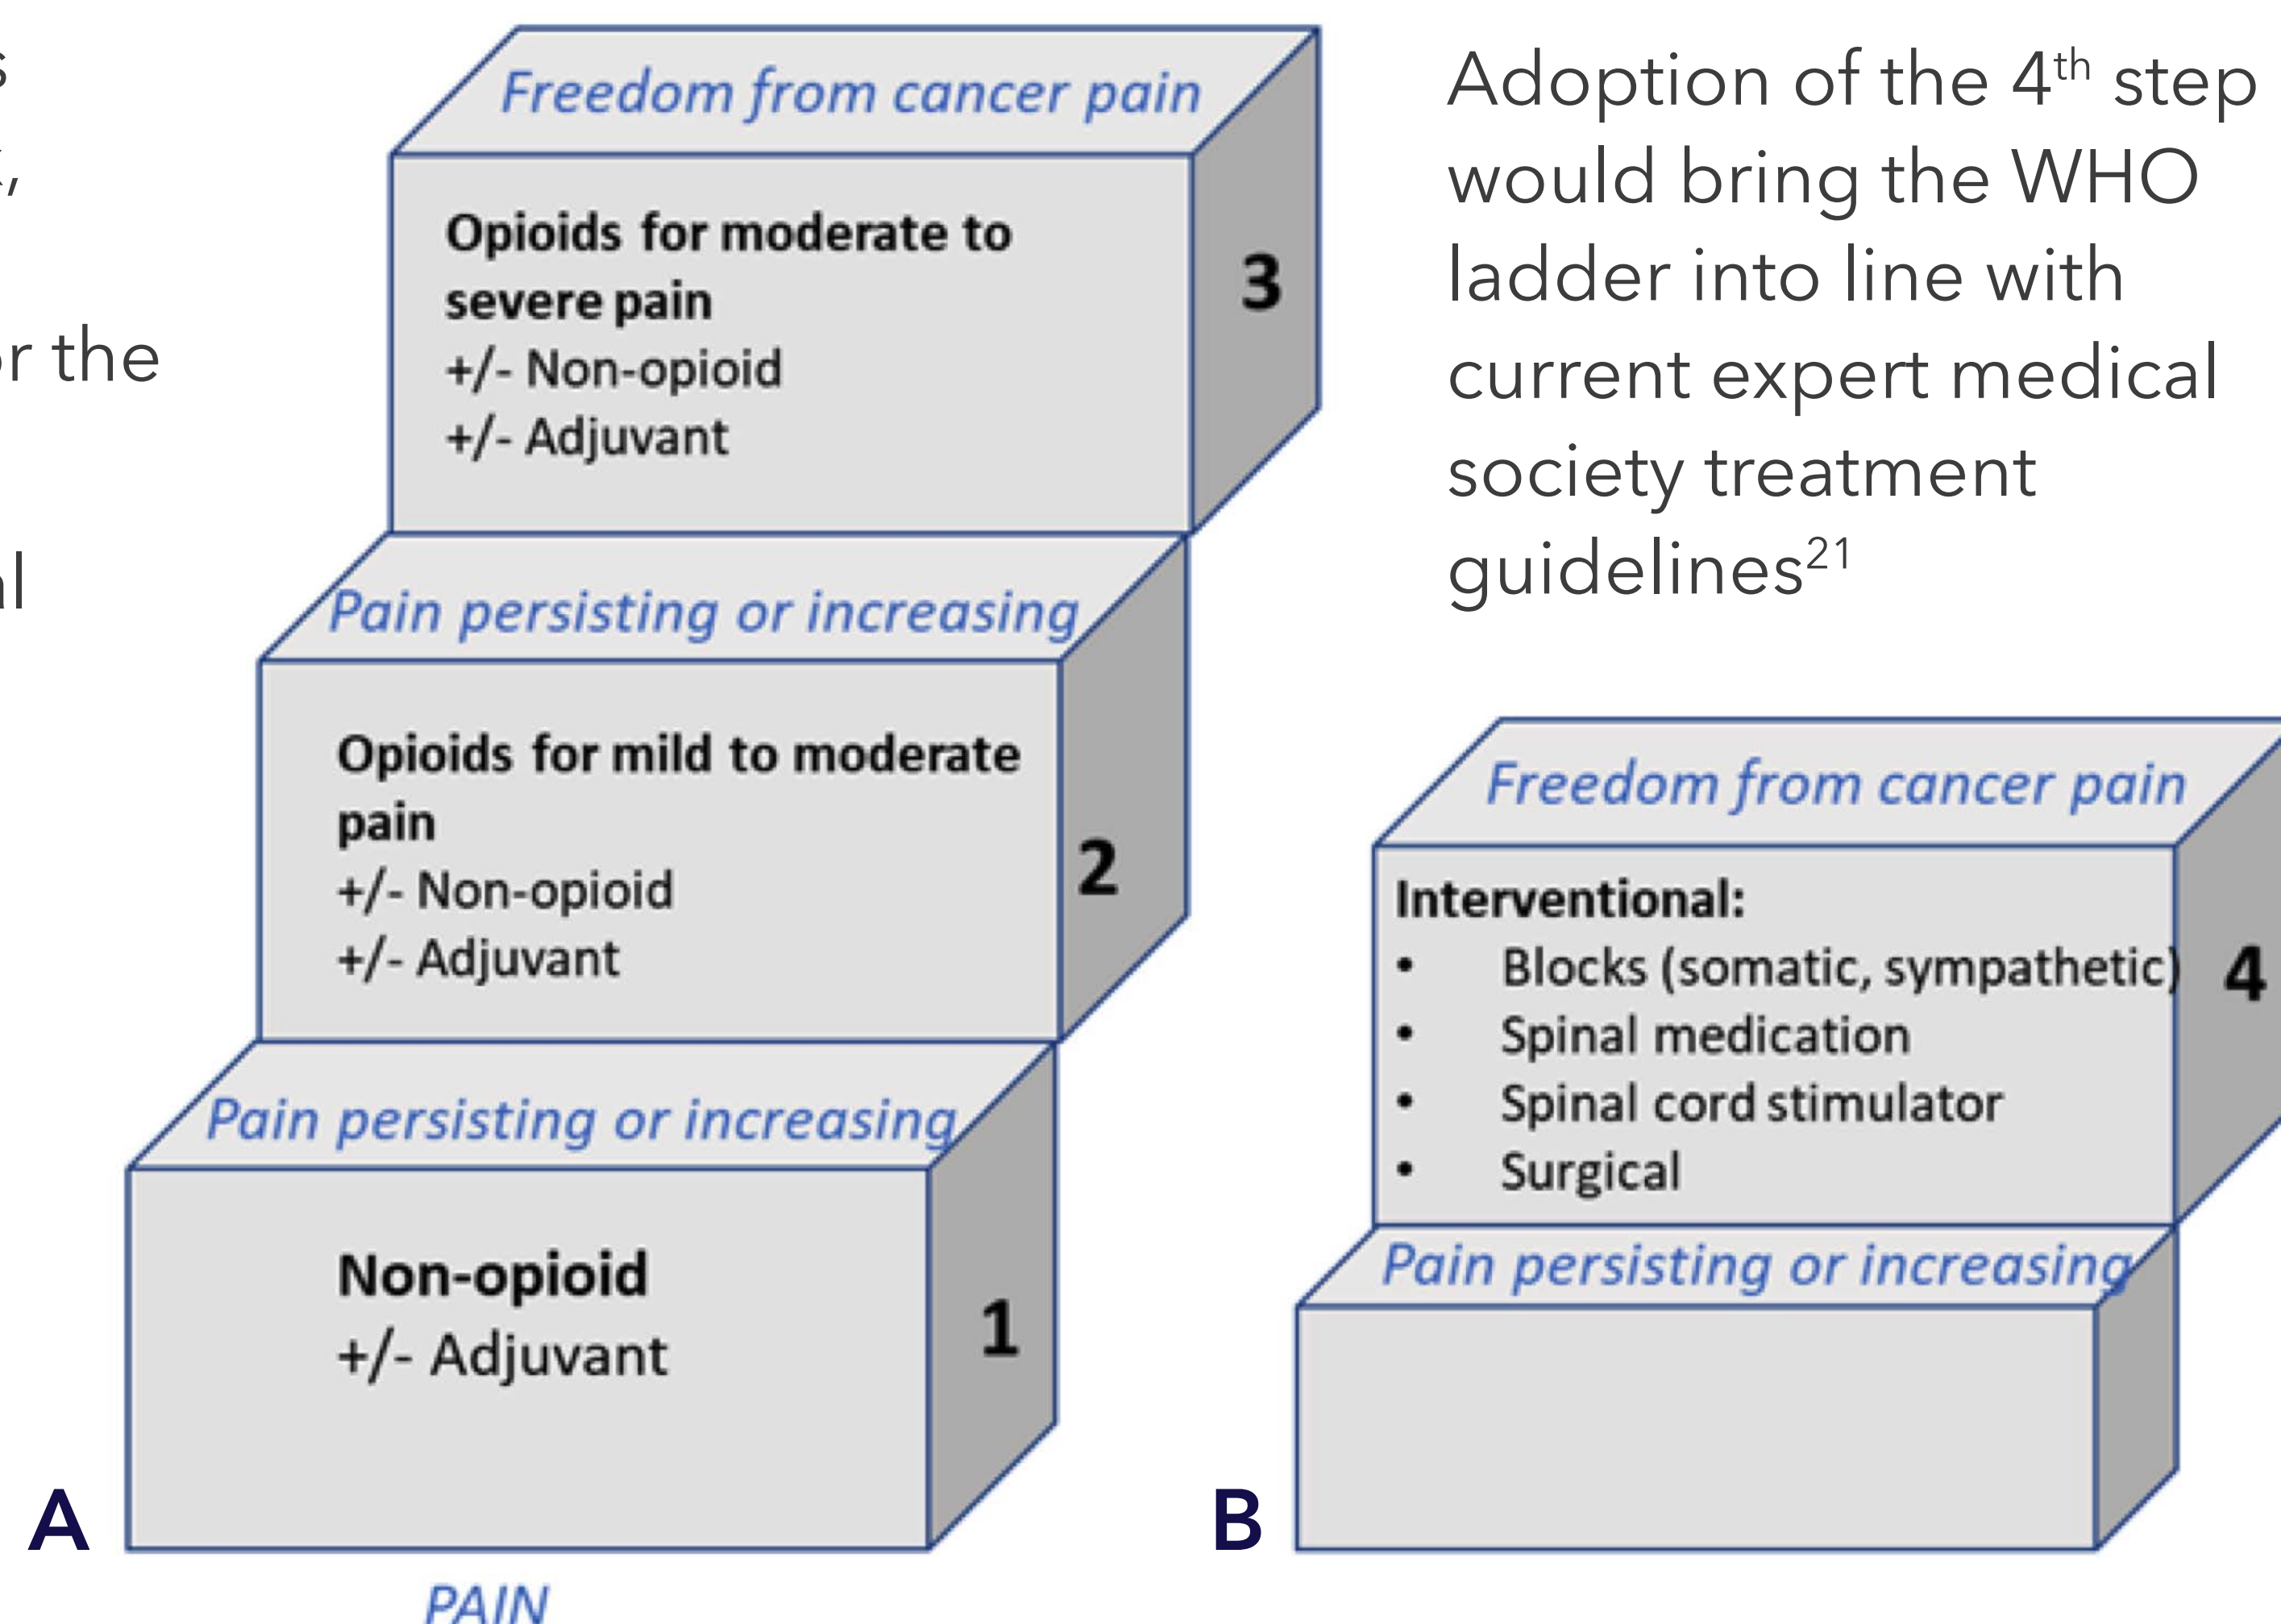 r the
Freedom from cancer pain
Opioids for moderate to
severe pain
+/- Non-opioid
+/- Adjuvant
3
Pain persisting or increasing
Opioids for mild to moderate
pain
+/- Non-opioid
+/- Adjuvant
2
Pain persisting or increasing
Non-opioid
+/- Adjuvant
1
A
PAIN
Adoption of the 4th step
would bring the WHO
ladder into line with
current expert medical
society treatment
guidelines21
Freedom from cancer pain
Interventional:
• Blocks (somatic, sympathetic)
• Spinal medication
• Spinal cord stimulator
• Surgical
4
Pain persisting or increasing
B